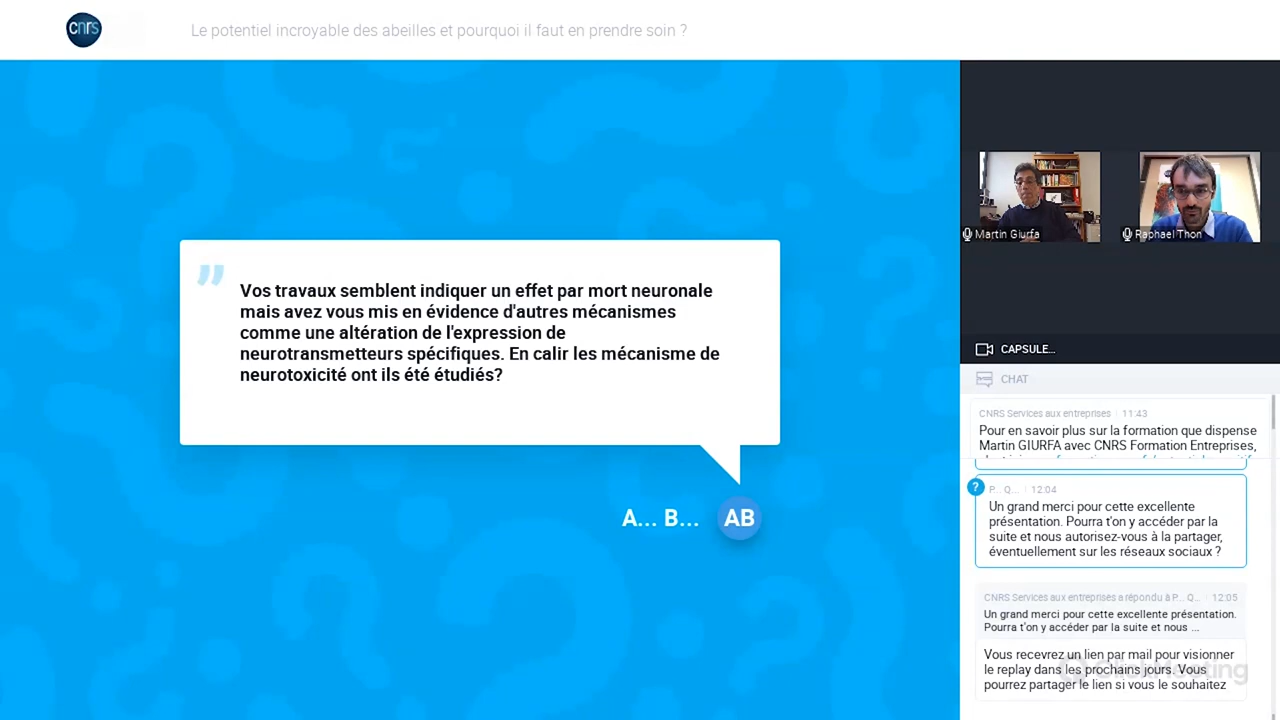 cnrs
Le potentiel incroyable des abeilles et pourquoi il faut en prendre soin ?
Vos travaux semblent indiquer un effet par mort neuronale
mais avez vous mis en évidence d'autres mécanismes
comme une altération de l'expression de
neurotransmetteurs spécifiques. En calir les mécanisme de
neurotoxicité ont ils été étudiés?
A... B...
AB
Martin Giurfa
Raphael Thon
CAPSULE...
CHAT
CNRS Services aux entreprises 11:43
Pour en savoir plus sur la formation que dispense
Martin GIURFA avec CNRS Formation Entreprises,
?
P... Q... 12:04
Un grand merci pour cette excellente
présentation. Pourra t'on y accéder par la
suite et nous autorisez-vous à la partager,
éventuellement sur les réseaux sociaux ?
CNRS Services aux entreprises a répondu à P... Q... 12:05
Un grand merci pour cette excellente présentation.
Pourra t'on y accéder par la suite et nous ...
Vous recevrez un lien par mail pour visionner
le replay dans les prochains jours. Vous
pourrez partager le lien si vous le souhaitez
ClickMeeting